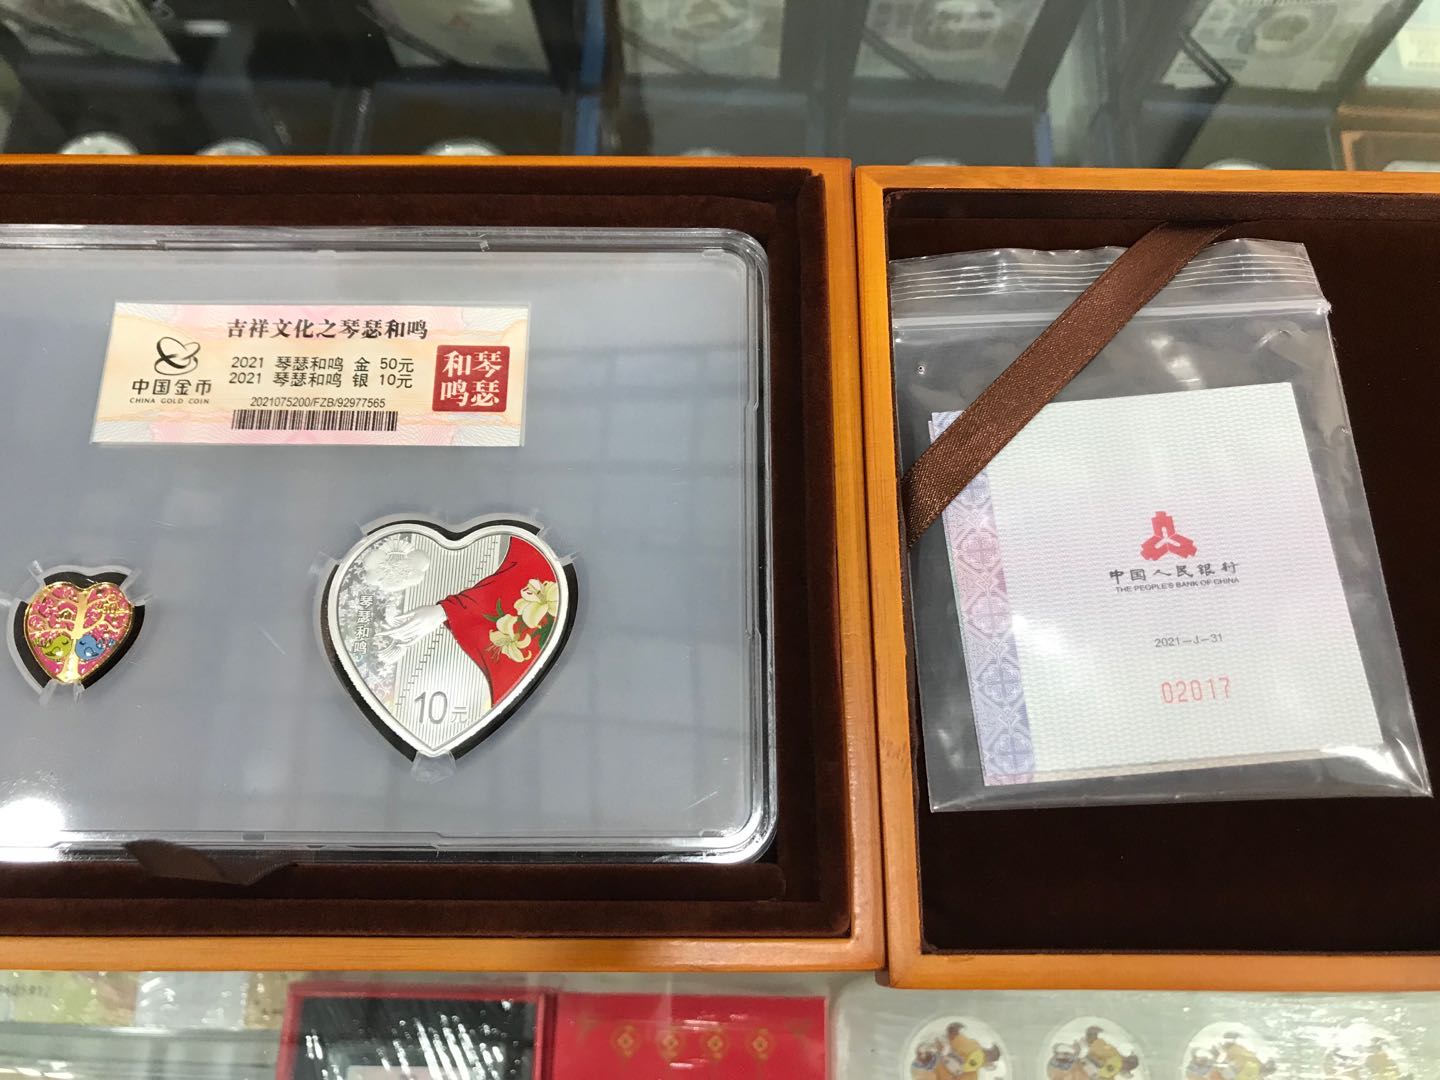 吉祥文化之琴瑟和鸣
2021 琴瑟和鸣 金 50元
2021 琴瑟和鸣 银 10元
中国金币
CHINA GOLD COIN
2021075200/FZB/92977565
琴瑟和鸣
琴瑟和鸣
10元
中国人民银行
THE PEOPLE'S BANK OF CHINA
2021-J-31
02017